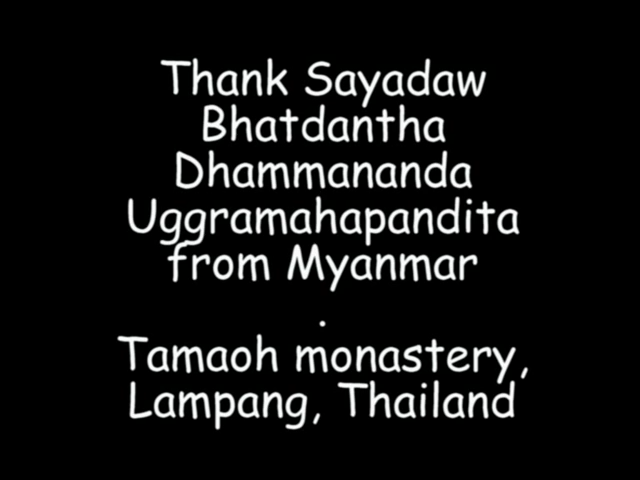 Thank Sayadaw
Bhatdantha
Dhammananda
Uggramahapandita
from Myanmar
.
Tamaoh monastery,
Lampang, Thailand